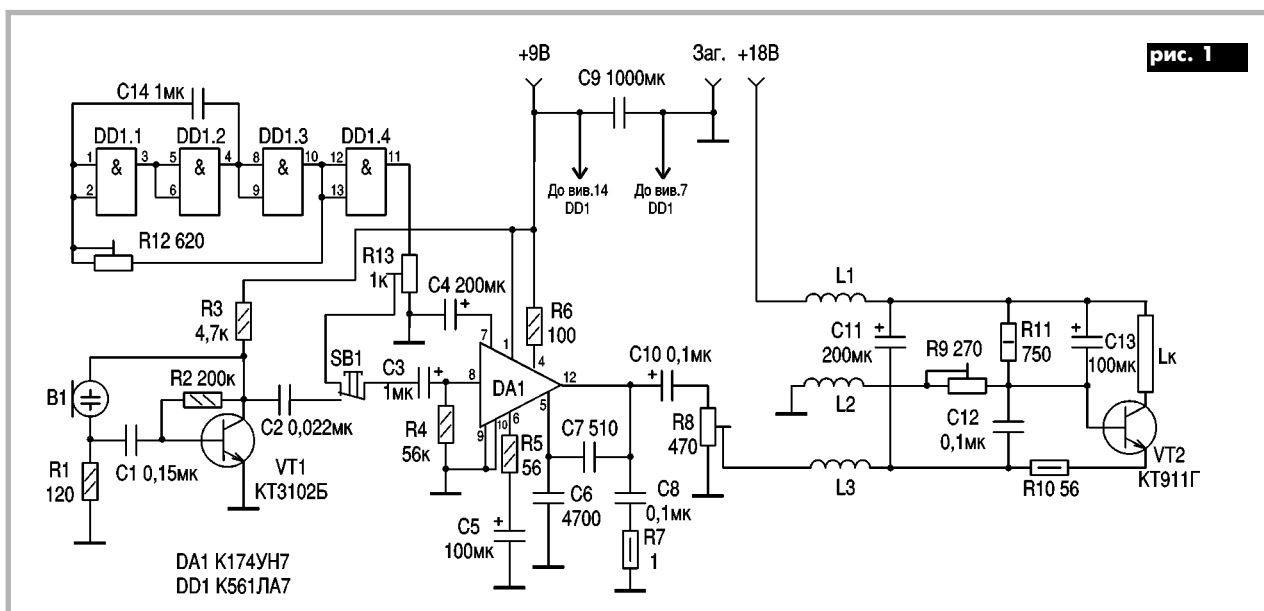 рис. 1
+9В
Заг.
+18В
C9 1000мк
C14 1мк
DD1.1
DD1.2
DD1.3
DD1.4
&
&
&
&
1
2
3
5
6
4
8
9
10
12
13
11
До вив.14
DD1
До вив.7
DD1
R12 620
R13
1к
C4 200мк
R3
4,7к
R6
100
L1
C11
200мк
R11
750
C13
100мк
Lк
R9 270
SB1
C3
1мк
7
1
4
8
DA1
12
5
9
10
6
C10 0,1мк
B1
R2 200к
C2 0,022мк
R4
56к
R5
56
C7 510
R8
470
L2
C12
0,1мк
VT2
КТ911Г
R1
120
C1 0,15мк
VT1
КТ3102Б
C6
4700
C8
0,1мк
L3
R10 56
C5
100мк
R7
1
DA1 К174УН7
DD1 К561ЛА7